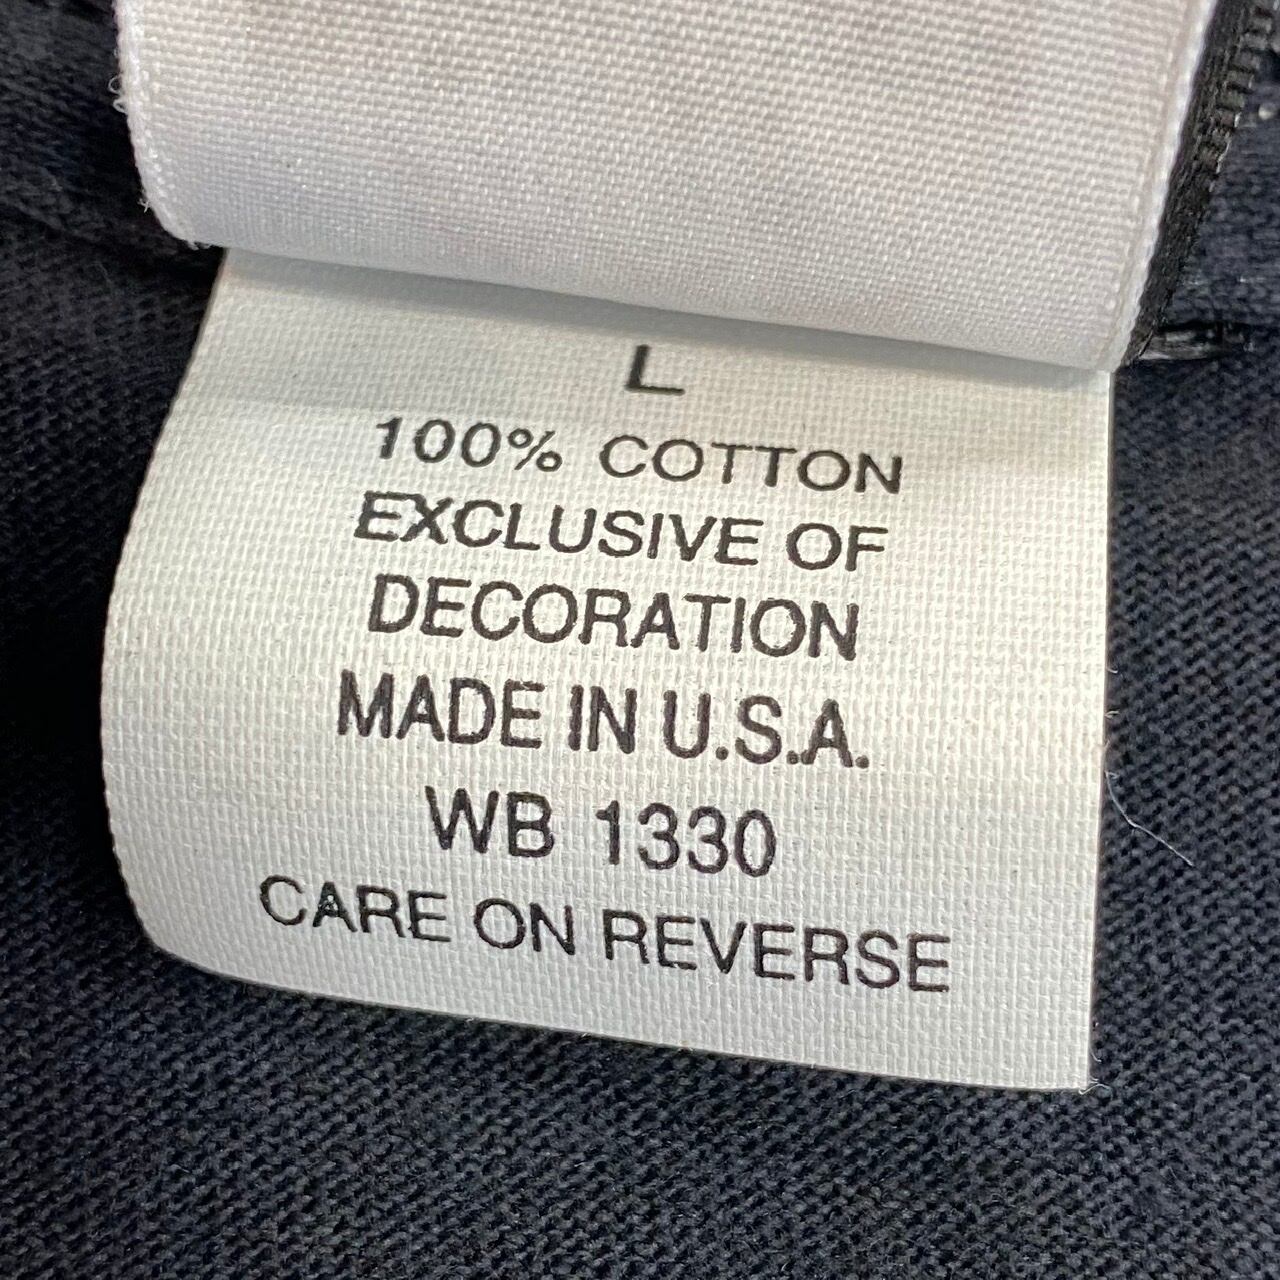 L
100% COTTON
EXCLUSIVE OF
DECORATION
MADE IN U.S.A.
WB 1330
CARE ON REVERSE